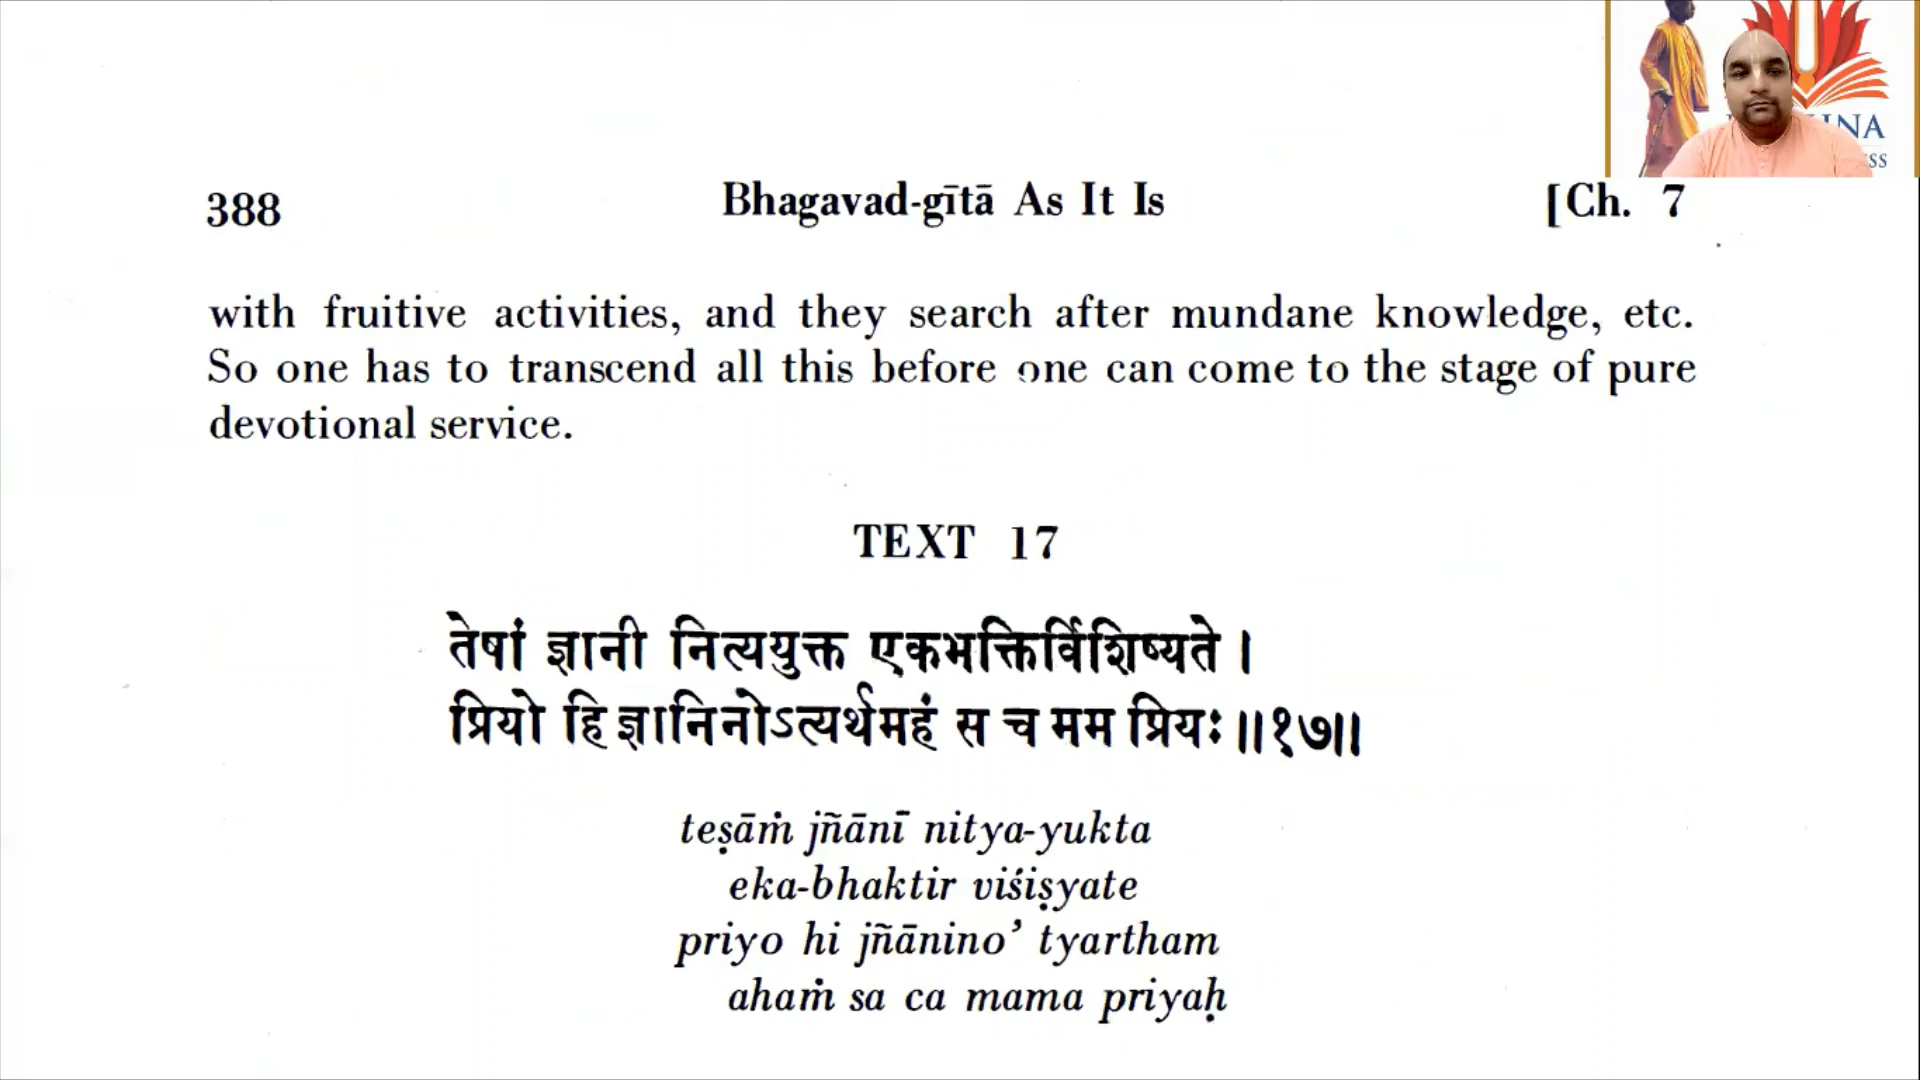 388
Bhagavad-gītā As It Is
[Ch. 7
with fruitive activities, and they search after mundane knowledge, etc.
So one has to transcend all this before one can come to the stage of pure
devotional service.
TEXT 17
तेषां ज्ञानी नित्ययुक्त एकभक्तिर्विशिष्यते ।
प्रियो हि ज्ञानिनोऽत्यर्थमहं स च मम प्रियः ॥१७॥
teṣāṁ jñānī nitya-yukta
eka-bhaktir viśiṣyate
priyo hi jñānino’ tyartham
ahaṁ sa ca mama priyaḥ